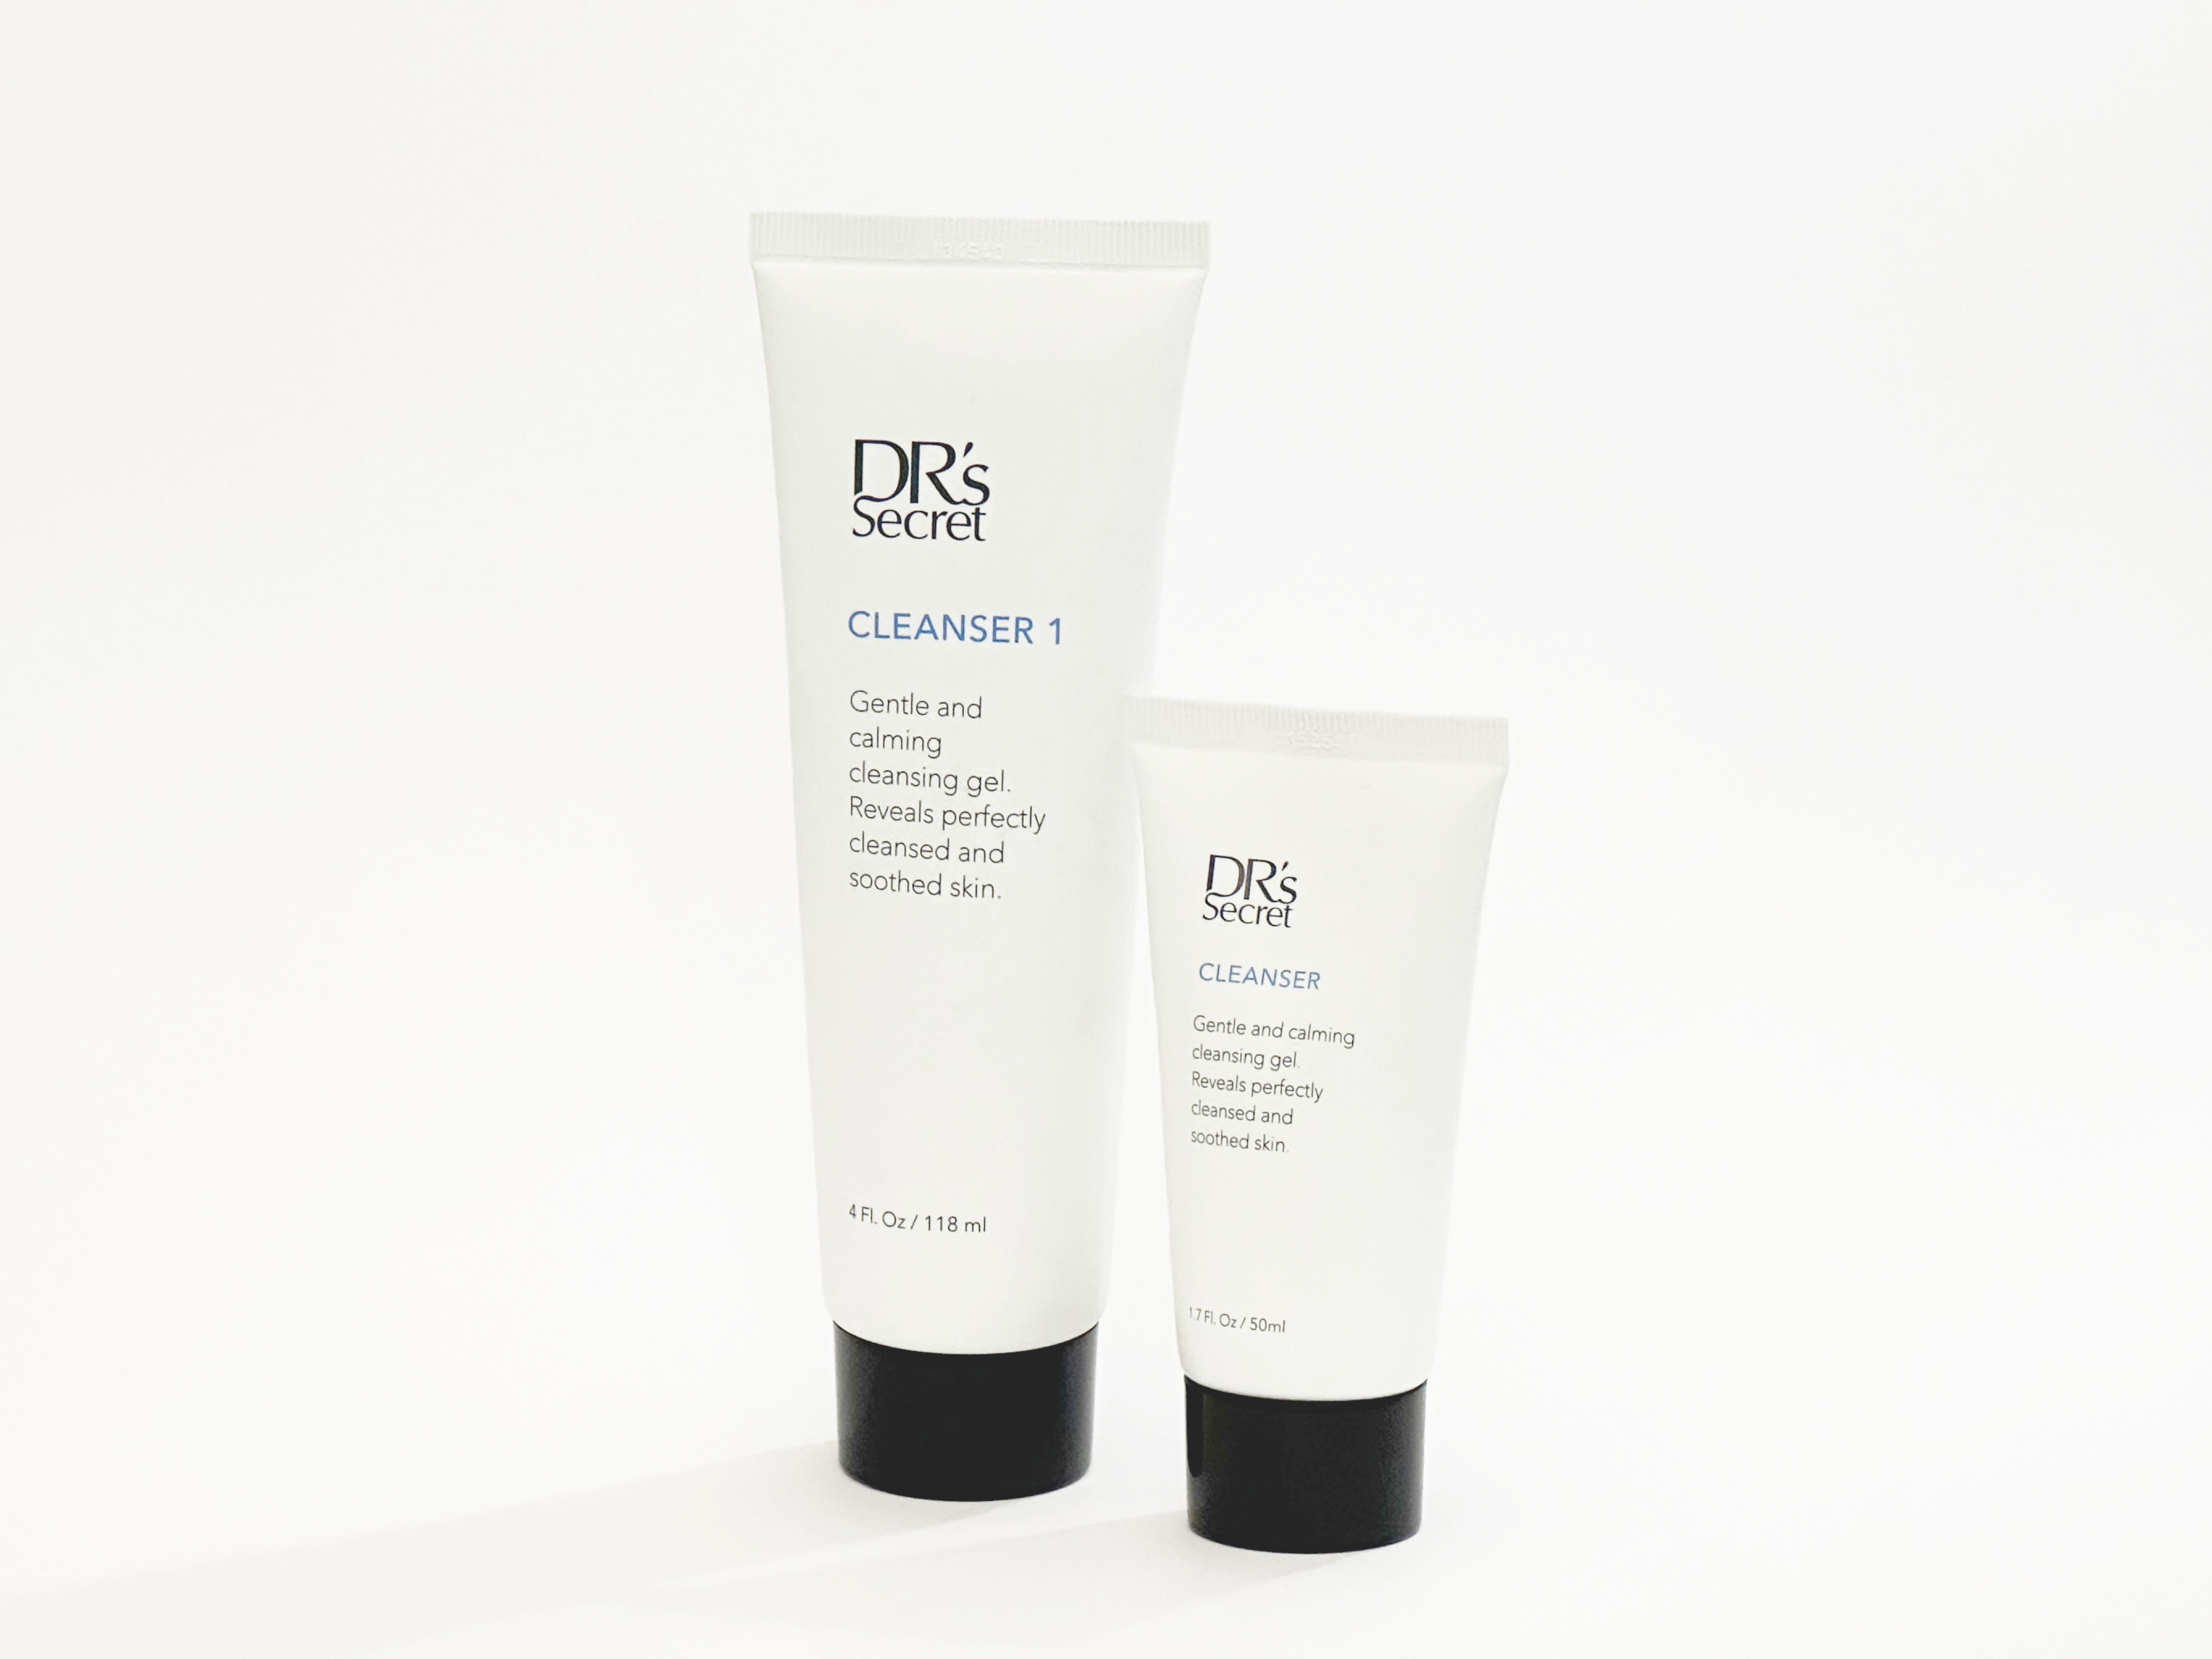 DR's
Secret
CLEANSER 1
Gentle and
calming
cleansing gel.
Reveals perfectly
cleansed and
soothed skin.
4 Fl. Oz / 118 ml
DR's
Secret
CLEANSER
Gentle and calming
cleansing gel.
Reveals perfectly
cleansed and
soothed skin.
1.7 Fl. Oz / 50ml